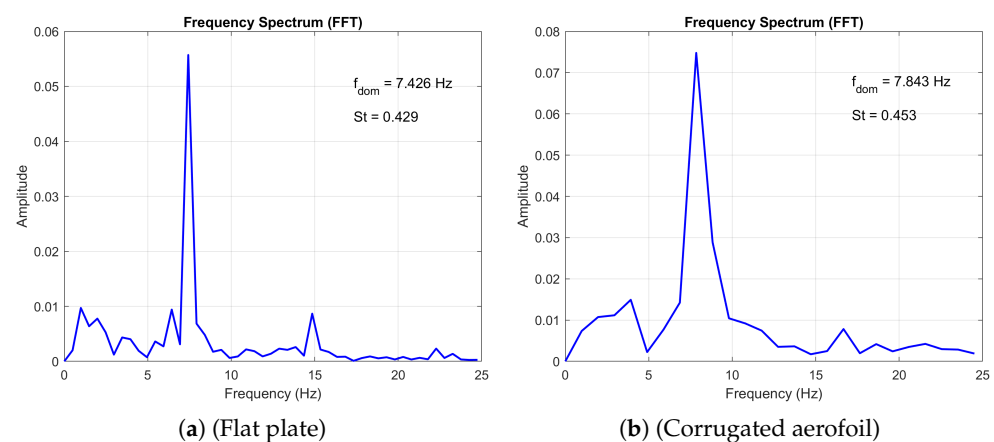 Frequency Spectrum (FFT)
0.06
0.05
0.04
0.03
0.02
0.01
0
Amplitude
f_dom = 7.426 Hz
St = 0.429
0 5 10 15 20 25
Frequency (Hz)
(a) (Flat plate)
Frequency Spectrum (FFT)
0.08
0.07
0.06
0.05
0.04
0.03
0.02
0.01
0
Amplitude
f_dom = 7.843 Hz
St = 0.453
0 5 10 15 20 25
Frequency (Hz)
(b) (Corrugated aerofoil)